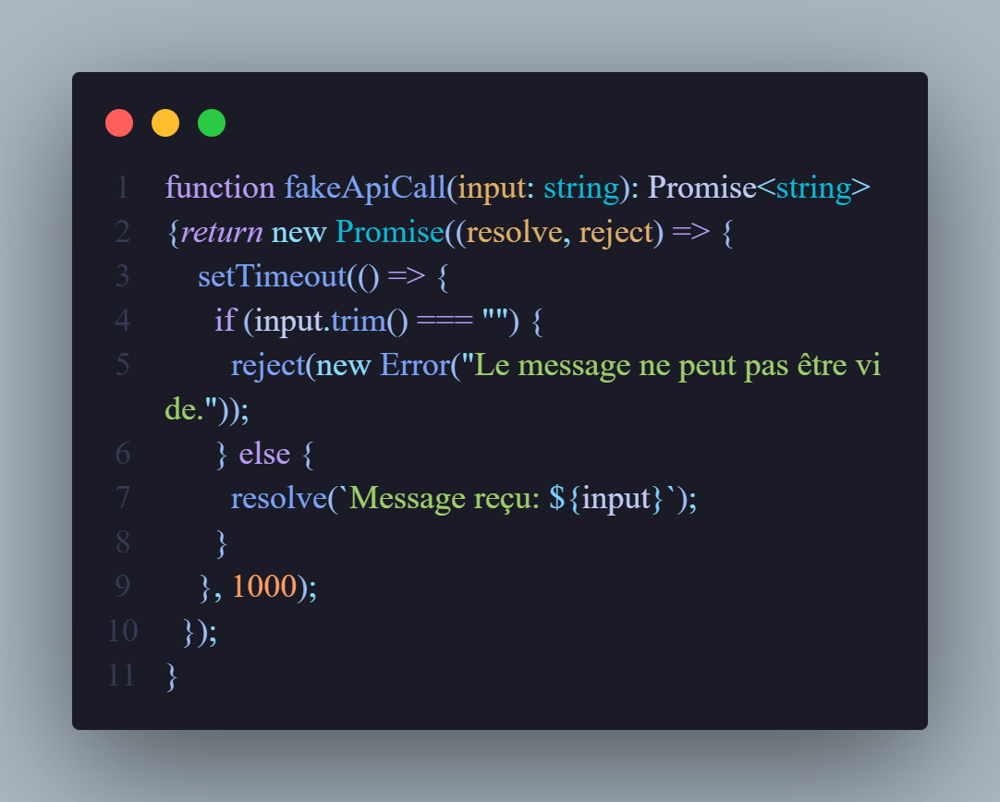 1 function fakeApiCall(input: string): Promise<string>
2 {return new Promise((resolve, reject) => {
3     setTimeout(() => {
4       if (input.trim() === "") {
5         reject(new Error("Le message ne peut pas être vi
de."));
6       } else {
7         resolve(`Message reçu: ${input}`);
8       }
9     }, 1000);
10   });
11 }